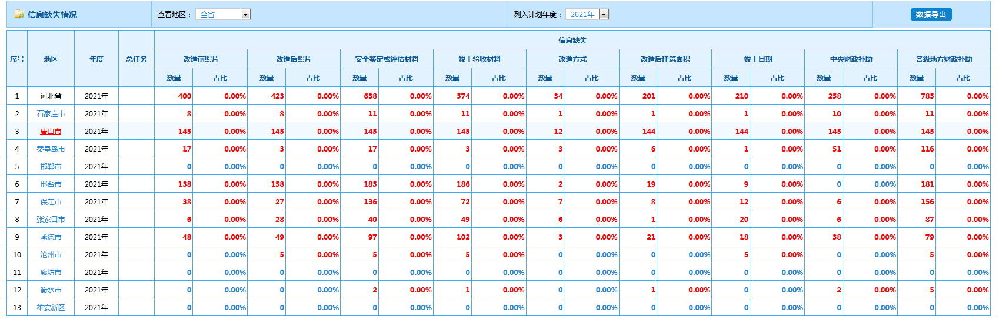 信息缺失情况 查看地区： 全省 列入计划年度： 2021年 数据导出
序号 地区 年度 总任务 信息缺失
改造前照片 改造后照片 安全鉴定或评估材料 竣工验收材料 改造方式 改造后建筑面积 竣工日期 中央财政补助 各级地方财政补助
数量 占比 数量 占比 数量 占比 数量 占比 数量 占比 数量 占比 数量 占比 数量 占比 数量 占比
1 河北省 2021年 400 0.00% 423 0.00% 638 0.00% 574 0.00% 34 0.00% 201 0.00% 210 0.00% 258 0.00% 785 0.00%
2 石家庄市 2021年 8 0.00% 8 0.00% 11 0.00% 11 0.00% 1 0.00% 1 0.00% 1 0.00% 10 0.00% 11 0.00%
3 唐山市 2021年 145 0.00% 145 0.00% 145 0.00% 145 0.00% 12 0.00% 144 0.00% 144 0.00% 145 0.00% 145 0.00%
4 秦皇岛市 2021年 17 0.00% 3 0.00% 17 0.00% 3 0.00% 3 0.00% 6 0.00% 1 0.00% 51 0.00% 116 0.00%
5 邯郸市 2021年 0 0.00% 0 0.00% 0 0.00% 0 0.00% 0 0.00% 0 0.00% 0 0.00% 0 0.00% 0 0.00%
6 邢台市 2021年 138 0.00% 158 0.00% 185 0.00% 186 0.00% 2 0.00% 19 0.00% 9 0.00% 0 0.00% 181 0.00%
7 保定市 2021年 38 0.00% 27 0.00% 136 0.00% 72 0.00% 7 0.00% 8 0.00% 12 0.00% 6 0.00% 156 0.00%
8 张家口市 2021年 6 0.00% 28 0.00% 40 0.00% 49 0.00% 6 0.00% 1 0.00% 20 0.00% 6 0.00% 87 0.00%
9 承德市 2021年 48 0.00% 49 0.00% 97 0.00% 102 0.00% 3 0.00% 21 0.00% 18 0.00% 38 0.00% 79 0.00%
10 沧州市 2021年 0 0.00% 5 0.00% 5 0.00% 5 0.00% 0 0.00% 0 0.00% 5 0.00% 0 0.00% 5 0.00%
11 廊坊市 2021年 0 0.00% 0 0.00% 0 0.00% 0 0.00% 0 0.00% 0 0.00% 0 0.00% 0 0.00% 0 0.00%
12 衡水市 2021年 0 0.00% 0 0.00% 2 0.00% 1 0.00% 0 0.00% 1 0.00% 0 0.00% 2 0.00% 5 0.00%
13 雄安新区 2021年 0 0.00% 0 0.00% 0 0.00% 0 0.00% 0 0.00% 0 0.00% 0 0.00% 0 0.00% 0 0.00%